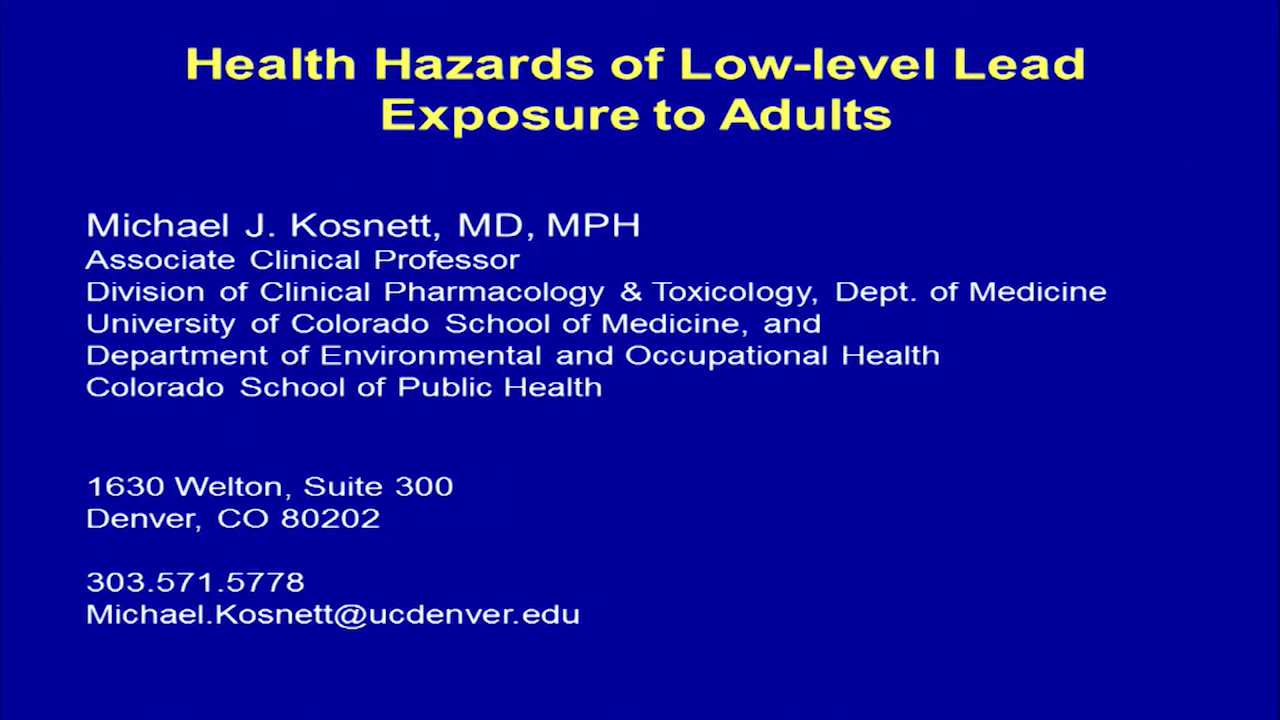 Health Hazards of Low-level Lead
Exposure to Adults
Michael J. Kosnett, MD, MPH
Associate Clinical Professor
Division of Clinical Pharmacology & Toxicology, Dept. of Medicine
University of Colorado School of Medicine, and
Department of Environmental and Occupational Health
Colorado School of Public Health
1630 Welton, Suite 300
Denver, CO 80202
303.571.5778
Michael.Kosnett@ucdenver.edu